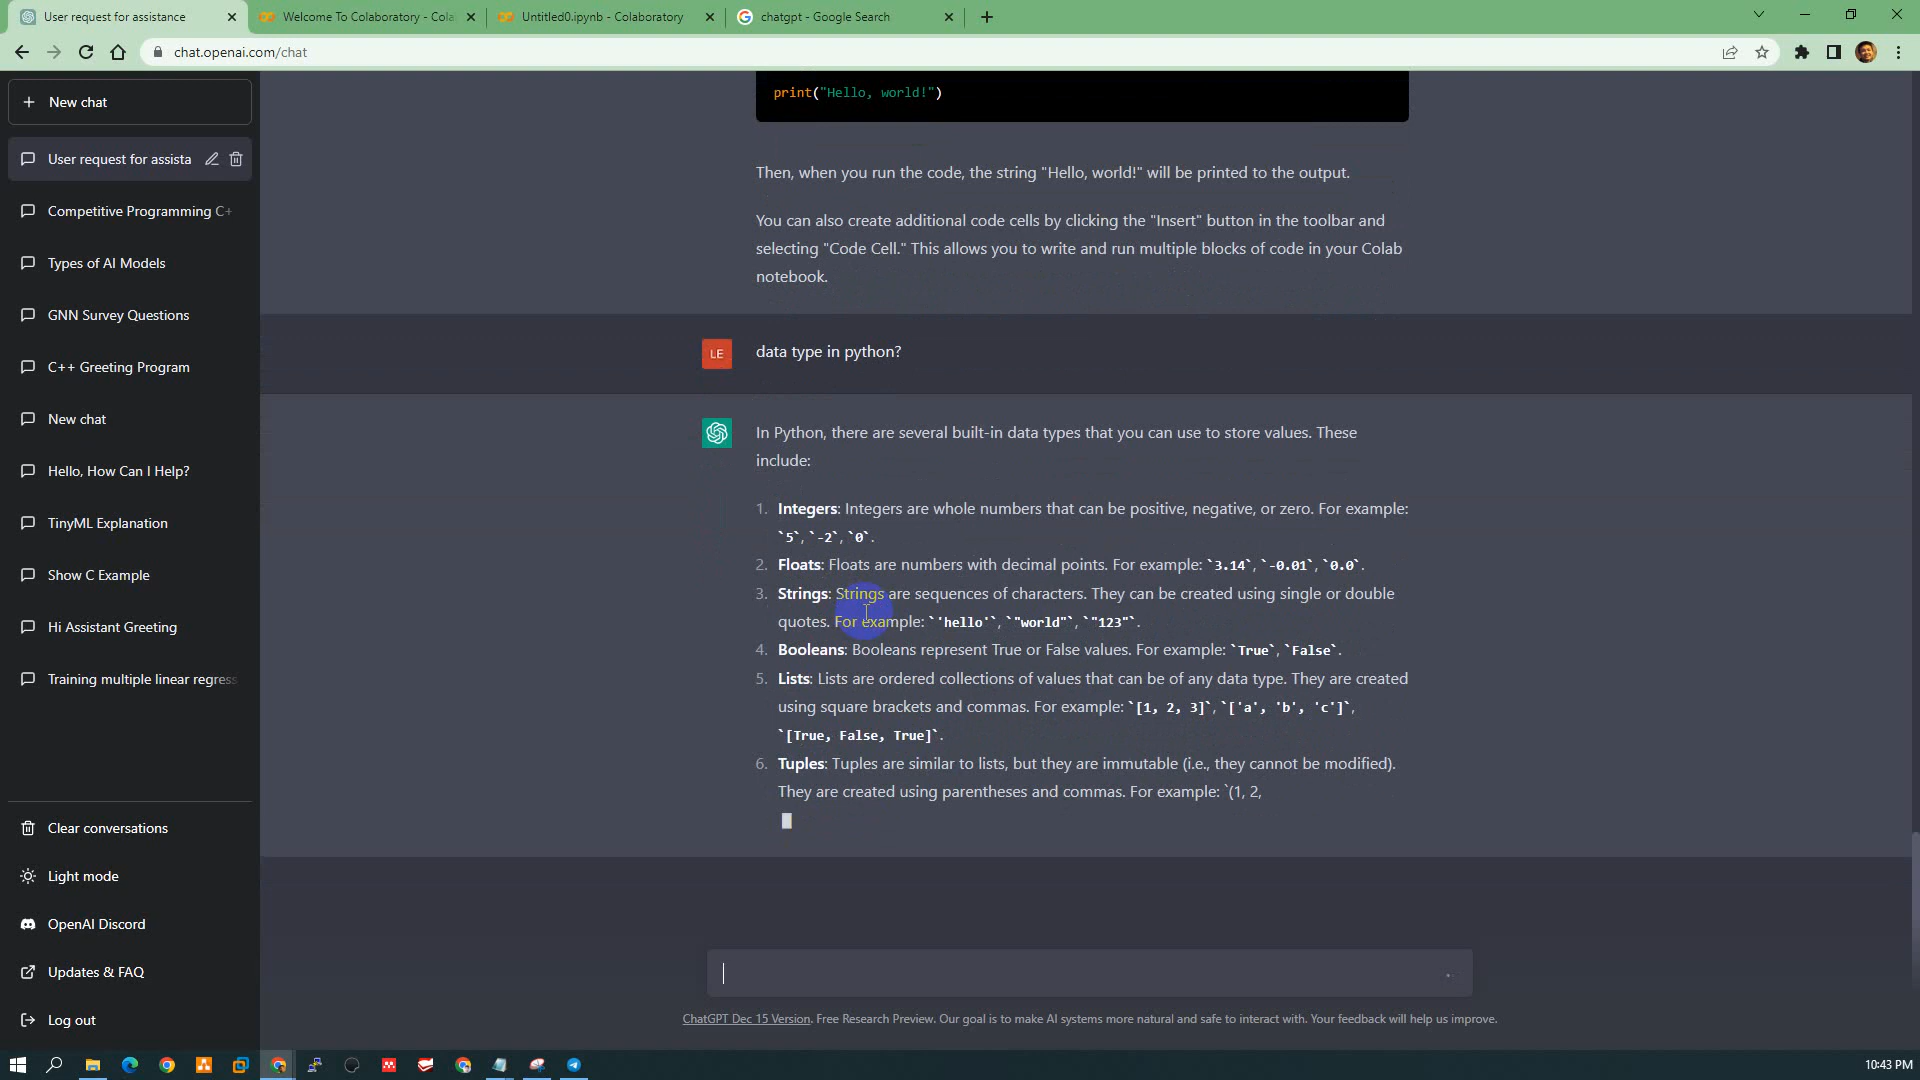 User request for assistance
Welcome To Colaboratory - Cola
Untitled0.ipynb - Colaboratory
chatgpt - Google Search
chat.openai.com/chat
New chat
User request for assista
Competitive Programming C+
Types of AI Models
GNN Survey Questions
C++ Greeting Program
New chat
Hello, How Can I Help?
TinyML Explanation
Show C Example
Hi Assistant Greeting
Training multiple linear regress
Clear conversations
Light mode
OpenAI Discord
Updates & FAQ
Log out
print("Hello, world!")
Then, when you run the code, the string "Hello, world!" will be printed to the output.
You can also create additional code cells by clicking the "Insert" button in the toolbar and
selecting "Code Cell." This allows you to write and run multiple blocks of code in your Colab
notebook.
LE
data type in python?
In Python, there are several built-in data types that you can use to store values. These
include:
1. Integers: Integers are whole numbers that can be positive, negative, or zero. For example:
`5`, `-2`, `0`.
2. Floats: Floats are numbers with decimal points. For example: `3.14`, `-0.01`, `0.0`.
3. Strings: Strings are sequences of characters. They can be created using single or double
quotes. For example: `'hello'`, `"world"`, `"123"`.
4. Booleans: Booleans represent True or False values. For example: `True`, `False`.
5. Lists: Lists are ordered collections of values that can be of any data type. They are created
using square brackets and commas. For example: `[1, 2, 3]`, `['a', 'b', 'c']`,
`[True, False, True]`.
6. Tuples: Tuples are similar to lists, but they are immutable (i.e., they cannot be modified).
They are created using parentheses and commas. For example: `(1, 2,
ChatGPT Dec 15 Version. Free Research Preview. Our goal is to make AI systems more natural and safe to interact with. Your feedback will help us improve.
10:43 PM